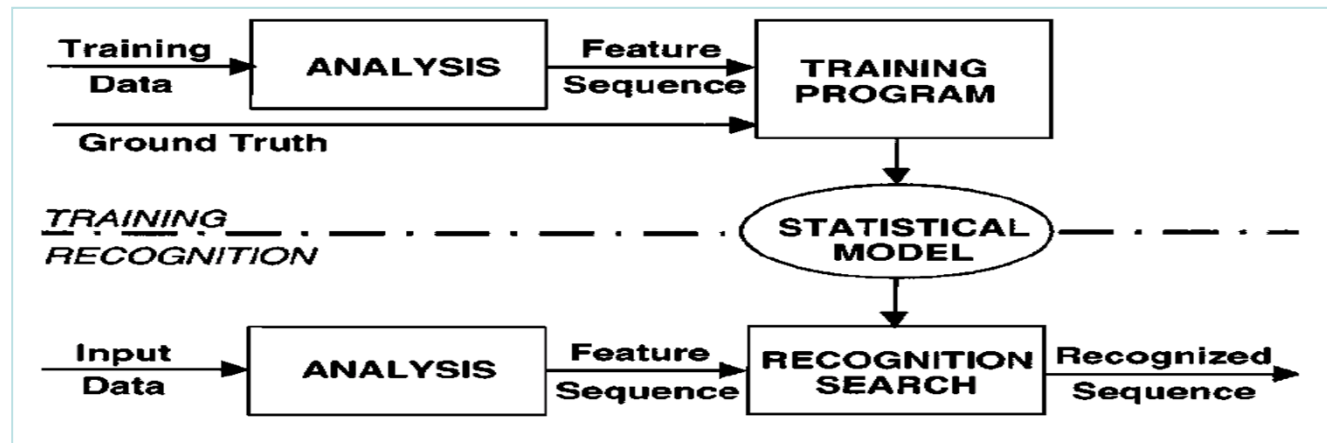 Training
Data
ANALYSIS
Feature
Sequence
TRAINING
PROGRAM
Ground Truth
TRAINING
RECOGNITION
STATISTICAL
MODEL
Input
Data
ANALYSIS
Feature
Sequence
RECOGNITION
SEARCH
Recognized
Sequence